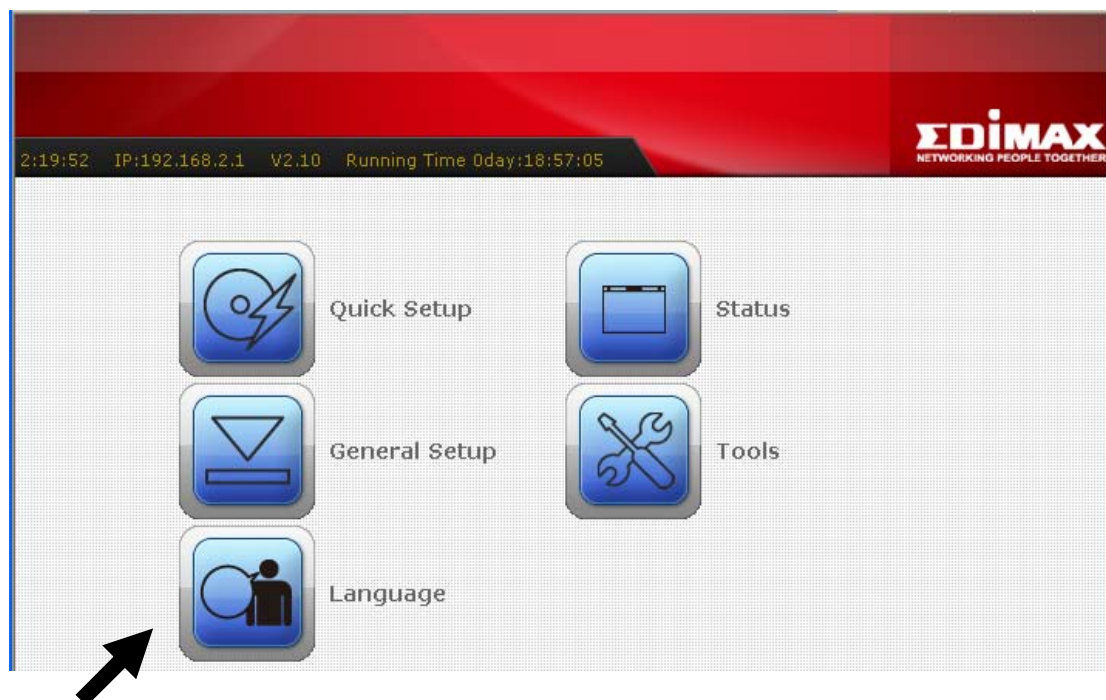 EDIMAX
NETWORKING PEOPLE TOGETHER
2:19:52 IP:192.168.2.1 V2.10 Running Time 0day:18:57:05
Quick Setup
Status
General Setup
Tools
Language